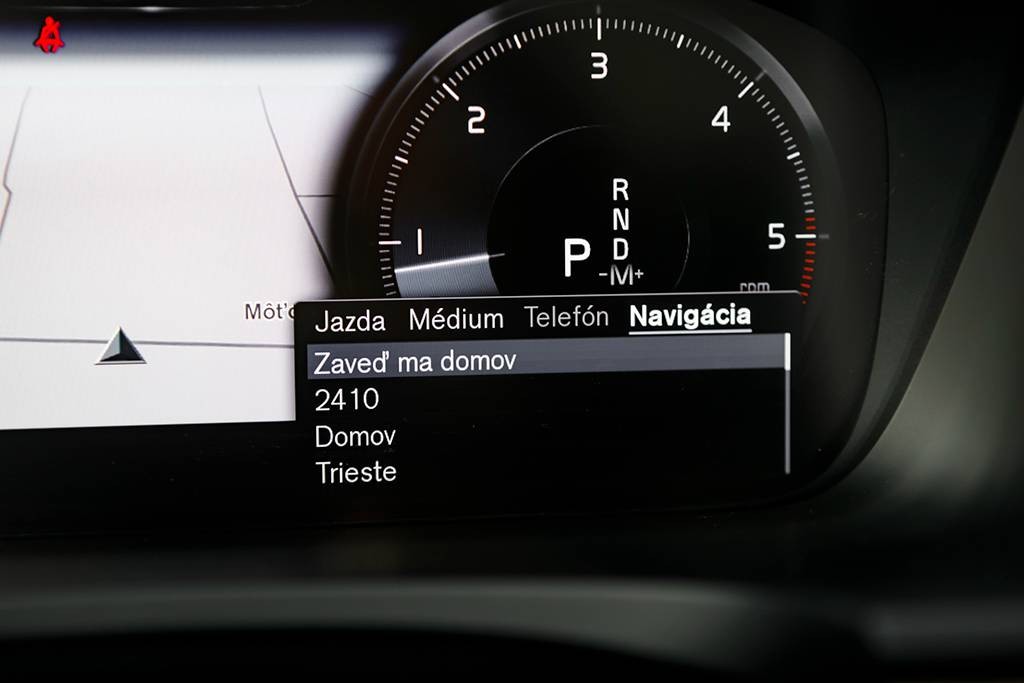 3
2
4
R
N
1
5
P
D
-M+
rpm
Jazda Médium Telefón Navigácia
Zaveď ma domov
2410
Domov
Trieste